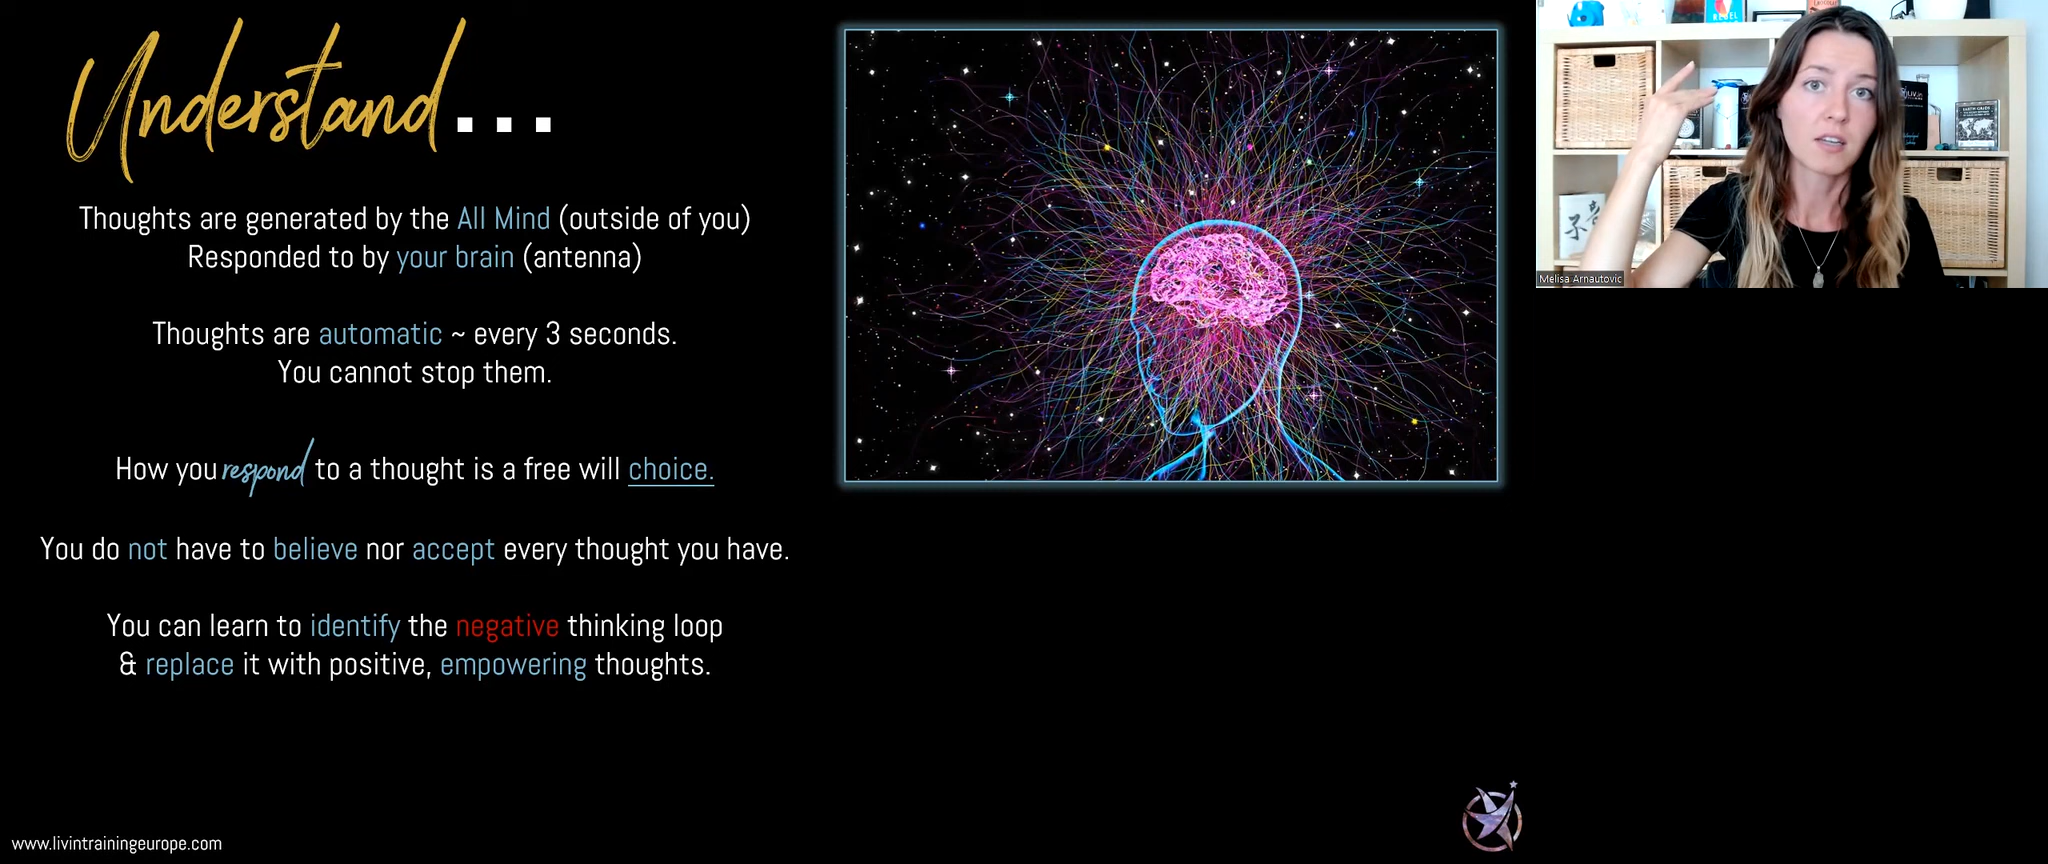 Understand...
Thoughts are generated by the All Mind (outside of you)
Responded to by your brain (antenna)
Thoughts are automatic ~ every 3 seconds.
You cannot stop them.
How you respond to a thought is a free will choice.
You do not have to believe nor accept every thought you have.
You can learn to identify the negative thinking loop
& replace it with positive, empowering thoughts.
www.livintrainingeurope.com
REBEL
Melisa Arnautovic